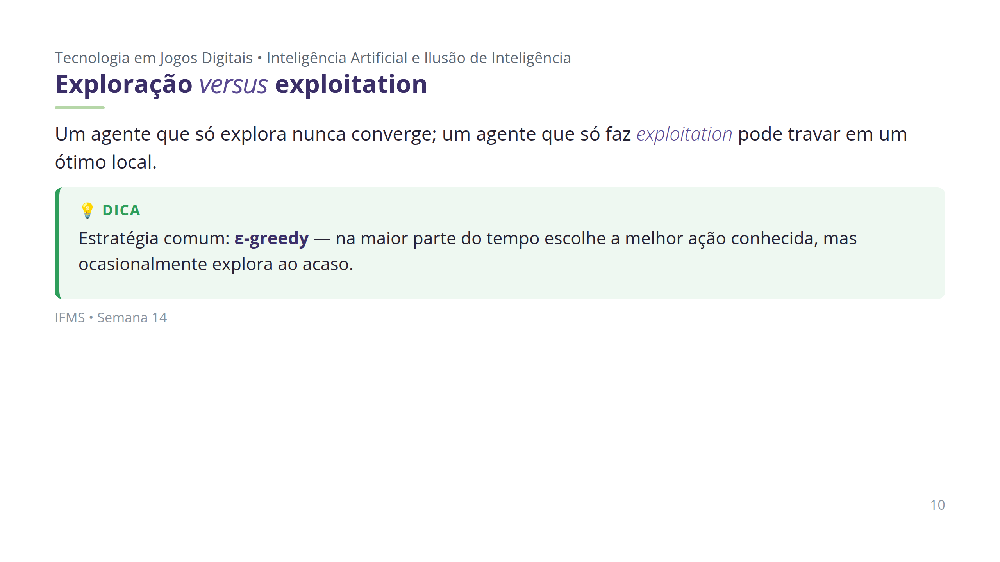 Tecnologia em Jogos Digitais • Inteligência Artificial e Ilusão de Inteligência
Exploração versus exploitation
Um agente que só explora nunca converge; um agente que só faz exploitation pode travar em um
ótimo local.
💡 DICA
Estratégia comum: ε-greedy — na maior parte do tempo escolhe a melhor ação conhecida, mas
ocasionalmente explora ao acaso.
IFMS • Semana 14
10